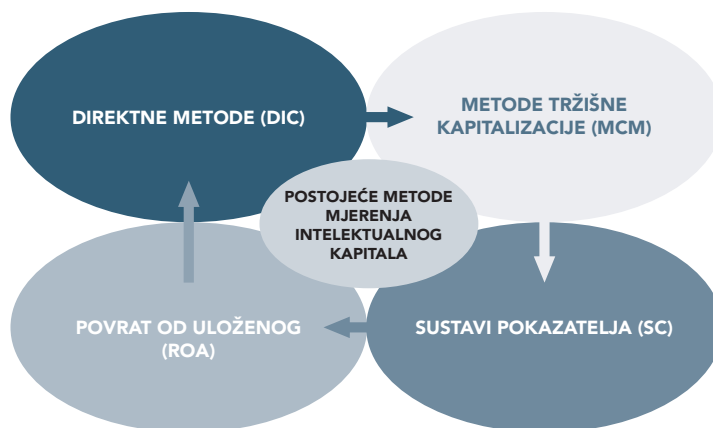 DIREKTNE METODE (DIC)
METODE TRŽIŠNE
KAPITALIZACIJE (MCM)
POSTOJEĆE METODE
MJERENJA
INTELEKTUALNOG
KAPITALA
POVRAT OD ULOŽENOG
(ROA)
SUSTAVI POKAZATELJA (SC)